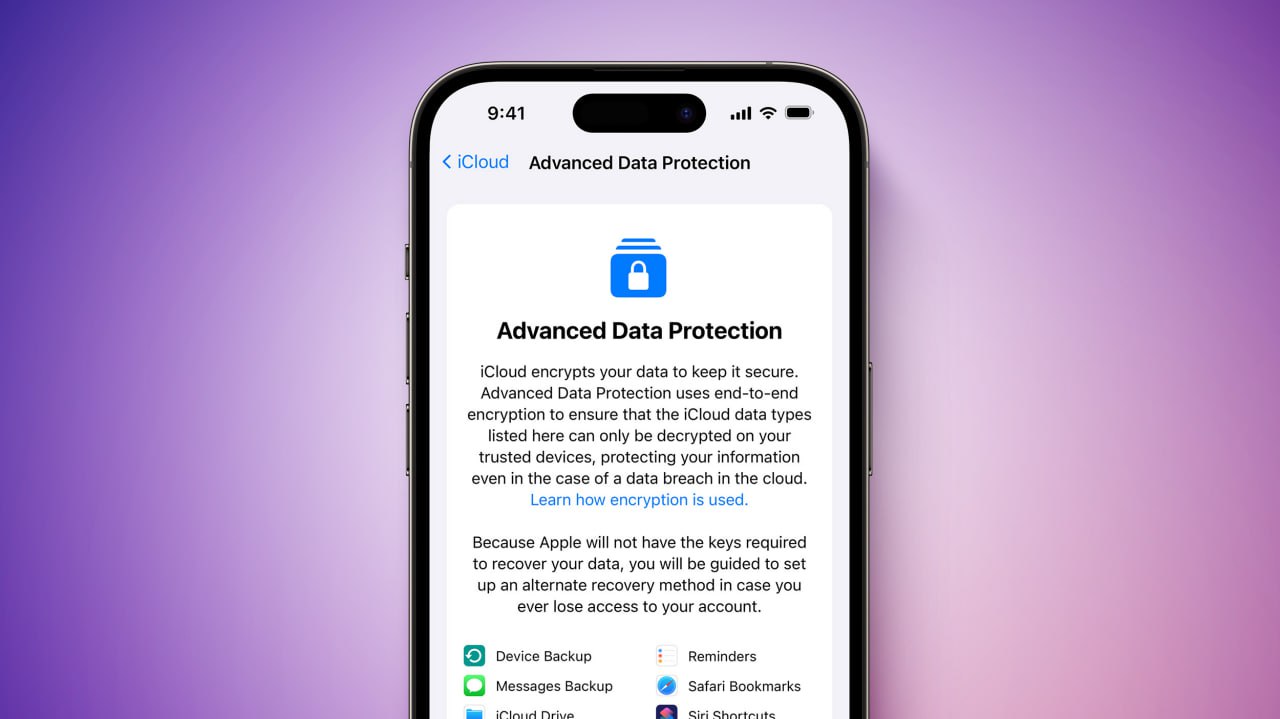 9:41
iCloud Advanced Data Protection
Advanced Data Protection
iCloud encrypts your data to keep it secure.
Advanced Data Protection uses end-to-end
encryption to ensure that the iCloud data types
listed here can only be decrypted on your
trusted devices, protecting your information
even in the case of a data breach in the cloud.
Learn how encryption is used.
Because Apple will not have the keys required
to recover your data, you will be guided to set
up an alternate recovery method in case you
ever lose access to your account.
Device Backup Reminders
Messages Backup Safari Bookmarks
iCloud Drive Siri Shortcuts